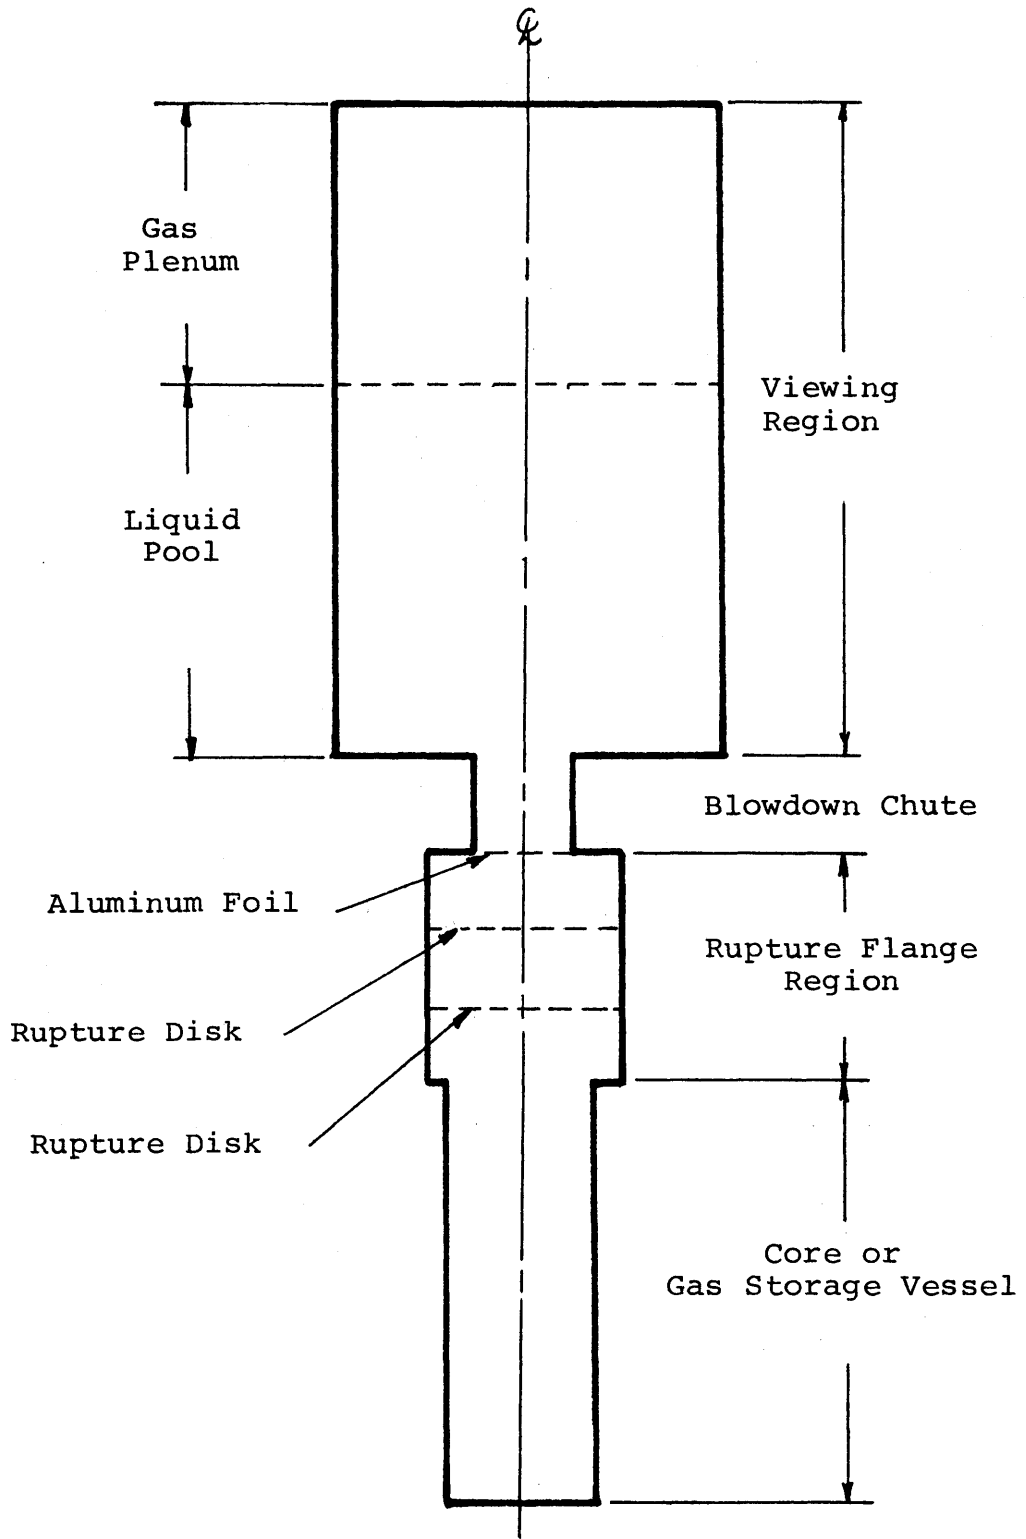 ℄
Gas
Plenum
Viewing
Region
Liquid
Pool
Blowdown Chute
Aluminum Foil
Rupture Flange
Region
Rupture Disk
Rupture Disk
Core or
Gas Storage Vessel